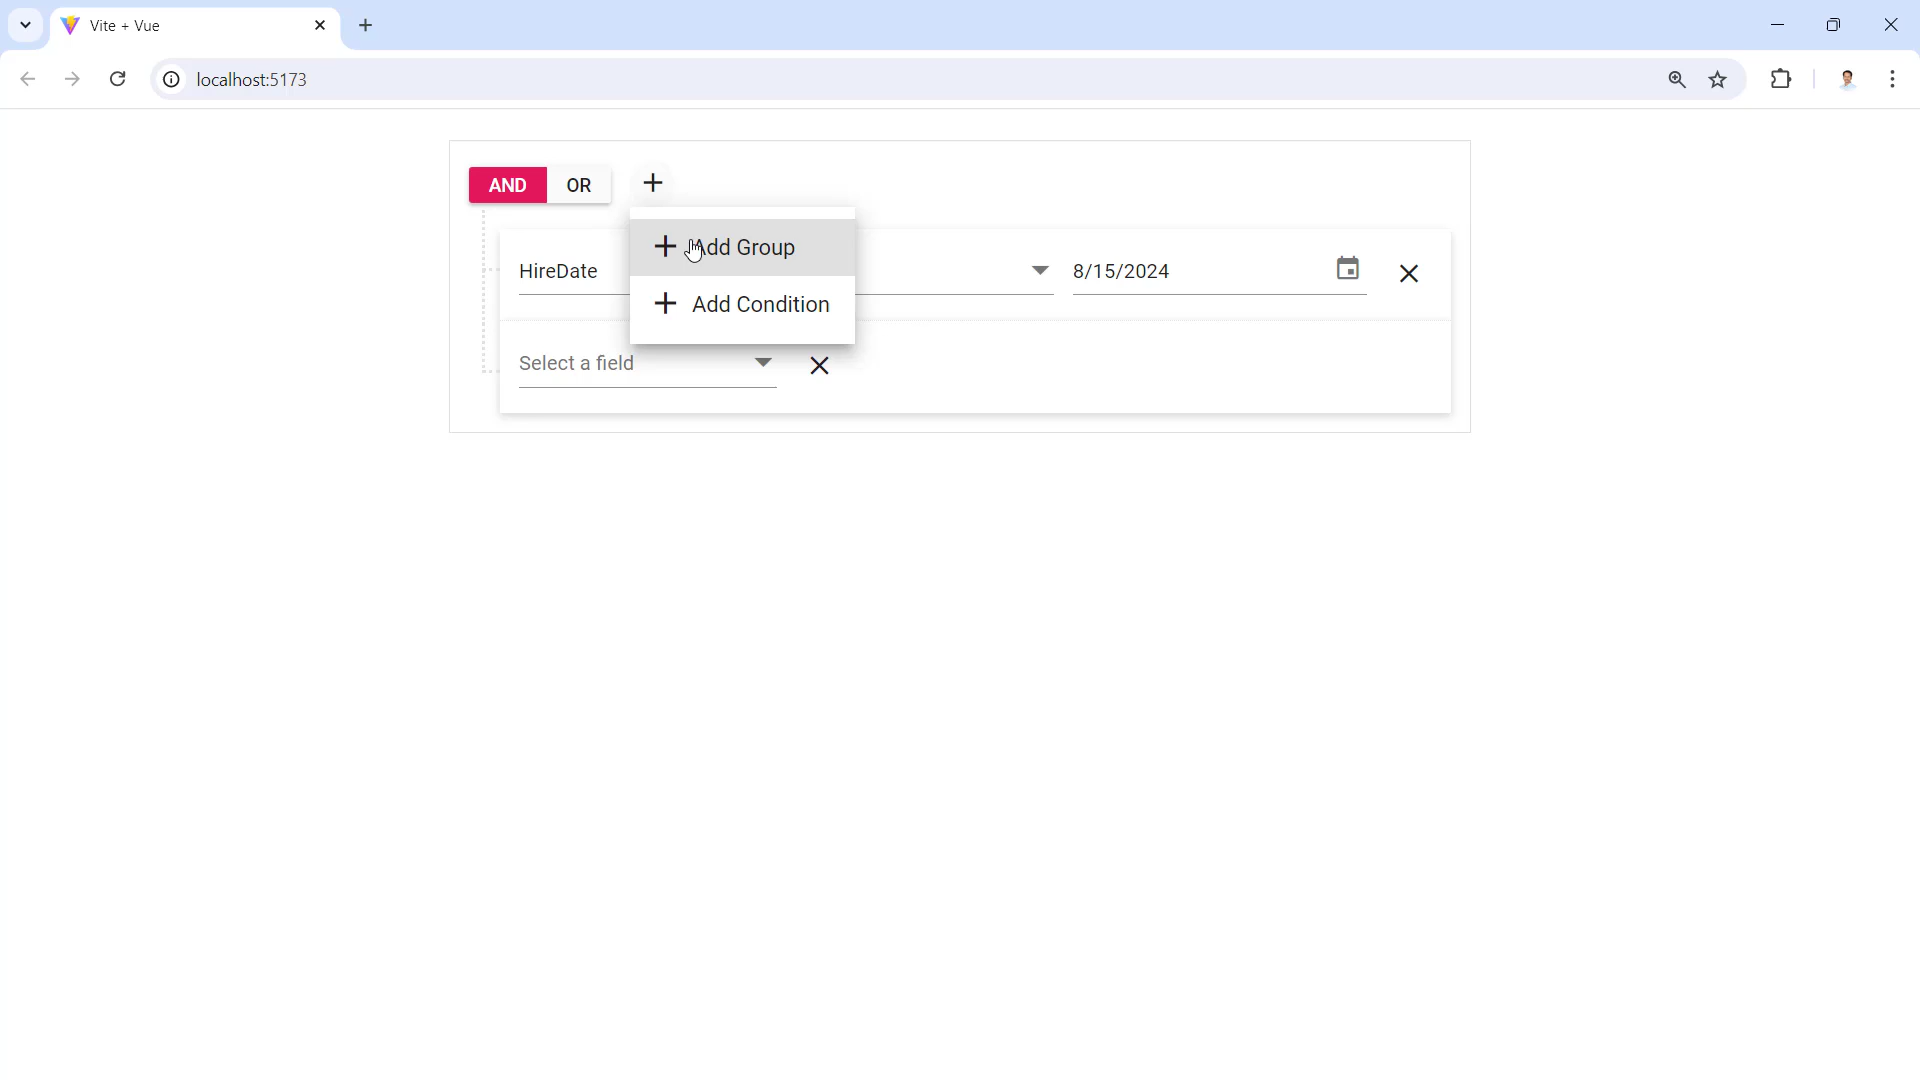 Vite + Vue
localhost:5173
AND OR
Add Group
HireDate 8/15/2024
Add Condition
Select a field